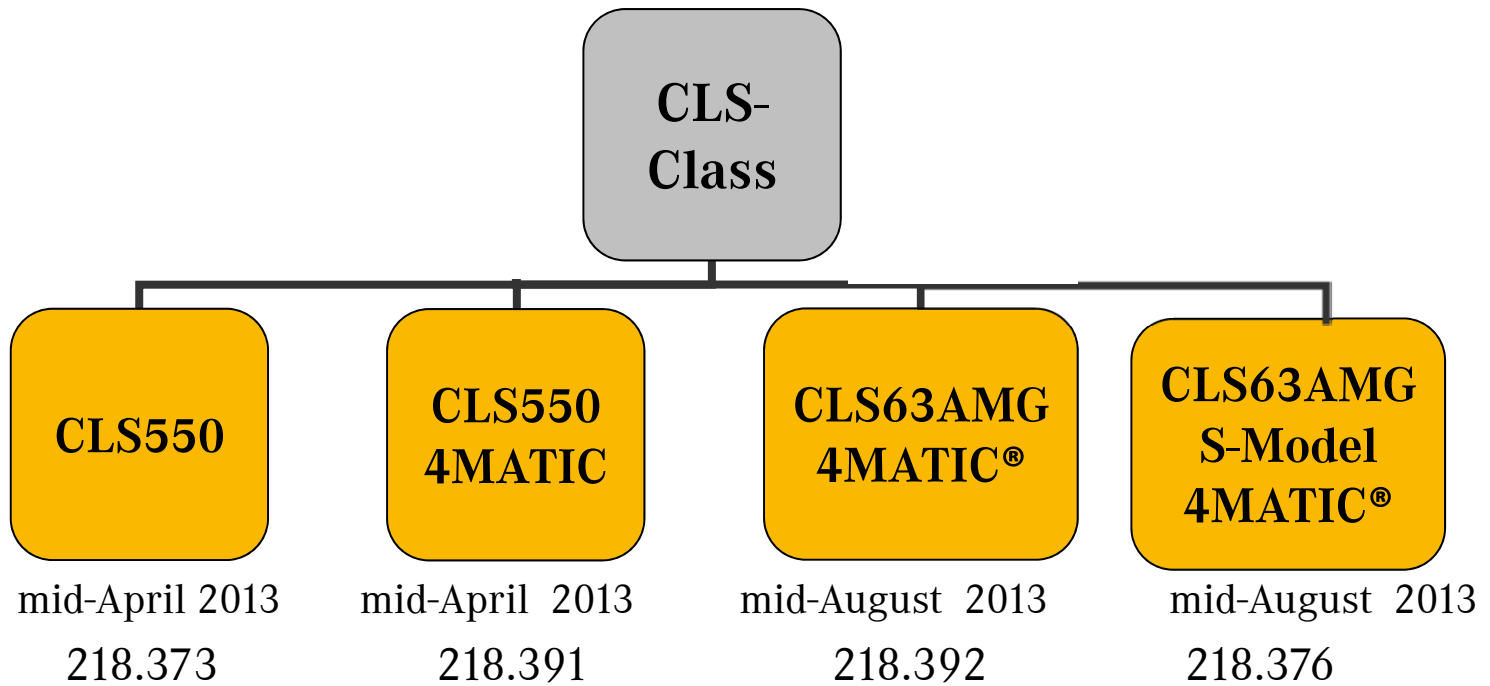 CLS-
Class
CLS550
CLS550
4MATIC
CLS63AMG
4MATIC®
CLS63AMG
S-Model
4MATIC®
mid-April 2013
mid-April 2013
mid-August 2013
mid-August 2013
218.373
218.391
218.392
218.376